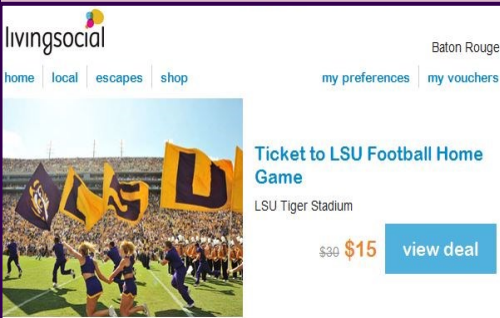 livingsocial
Baton Rouge
home local escapes shop my preferences my vouchers
Ticket to LSU Football Home
Game
LSU Tiger Stadium
$30 $15 view deal
L S U